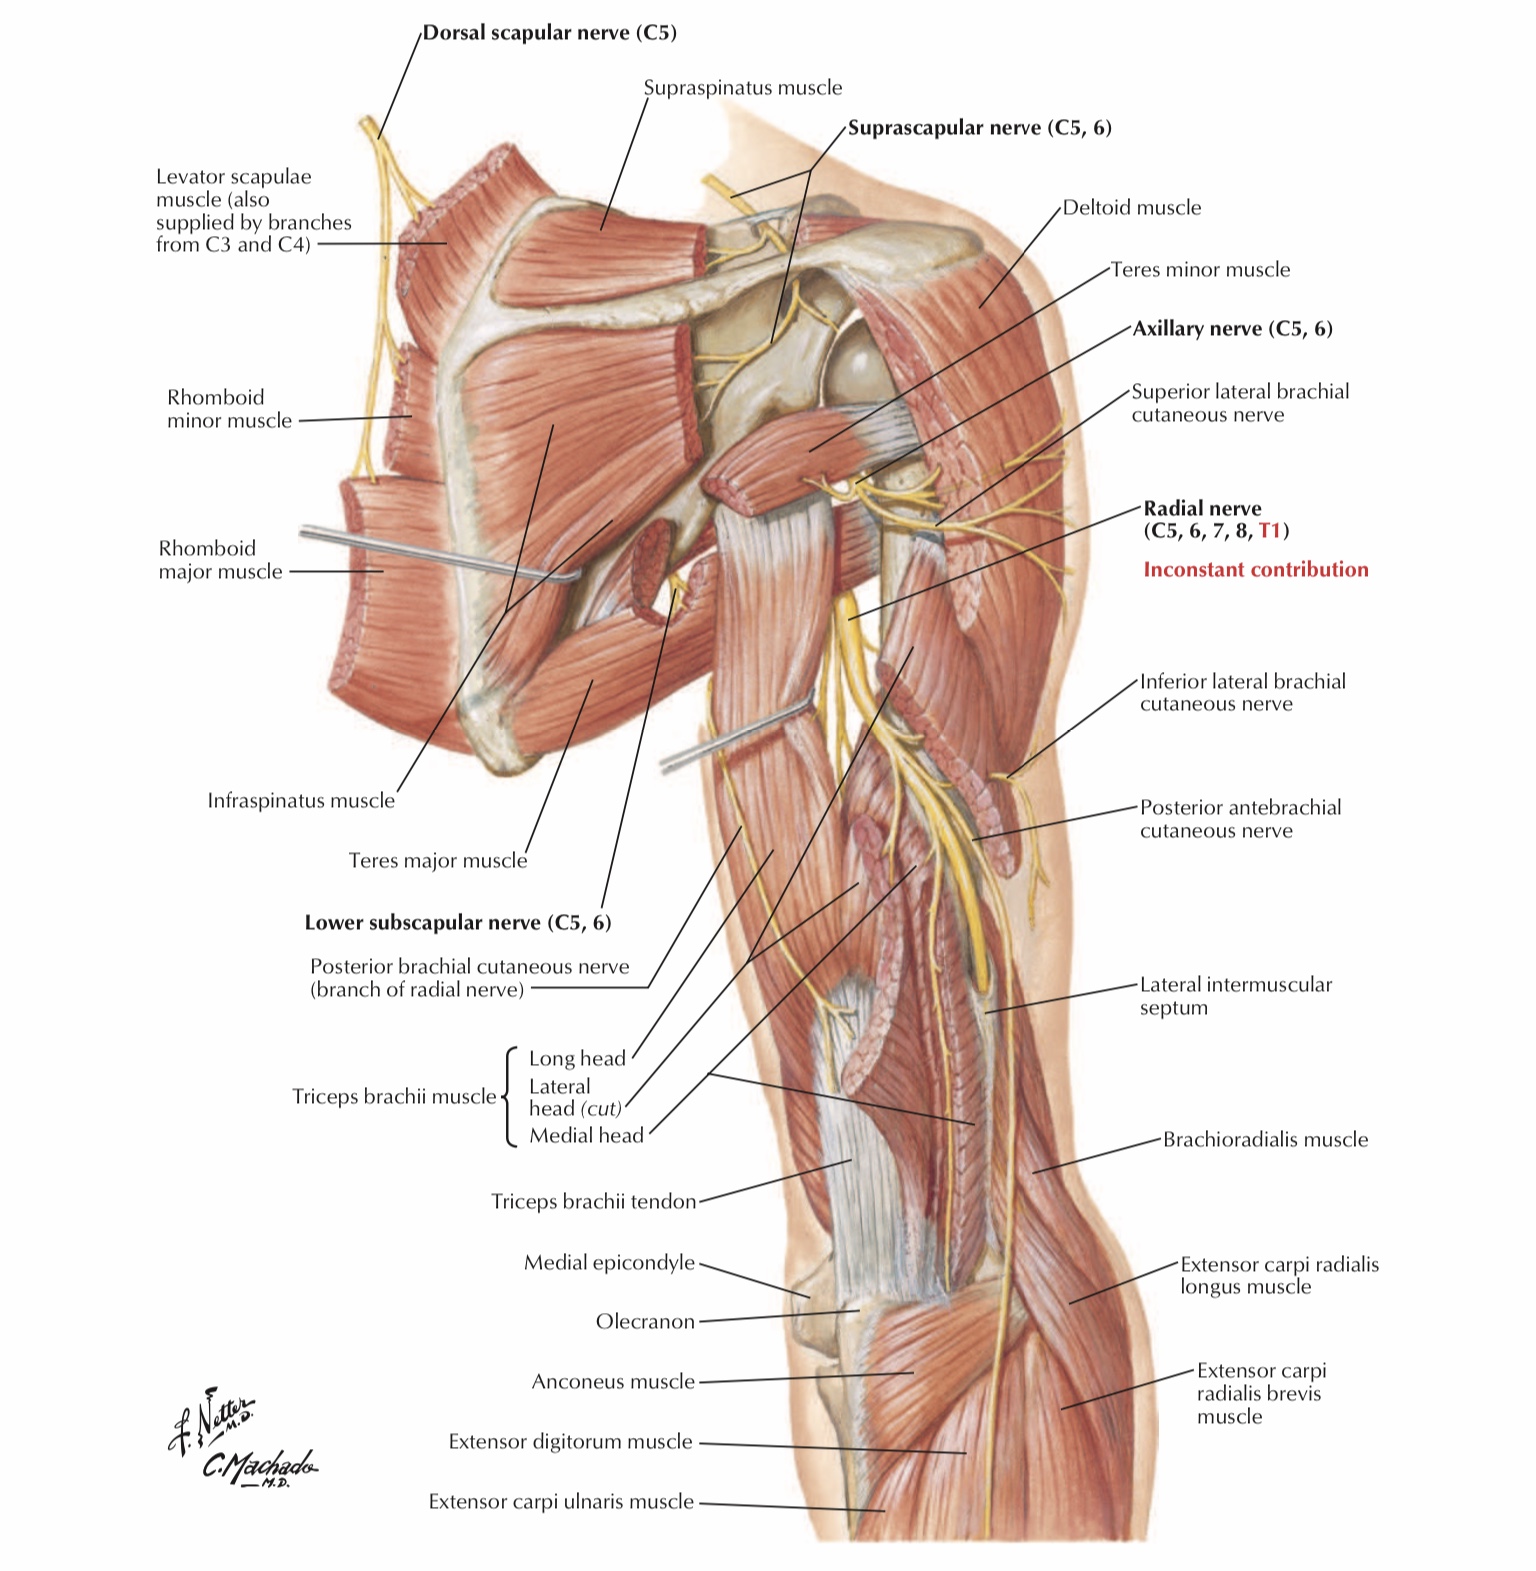 Dorsal scapular nerve (C5)
Supraspinatus muscle
Suprascapular nerve (C5, 6)
Levator scapulae
muscle (also
supplied by branches
from C3 and C4)
Deltoid muscle
Teres minor muscle
Axillary nerve (C5, 6)
Rhomboid
minor muscle
Superior lateral brachial
cutaneous nerve
Radial nerve
(C5, 6, 7, 8, T1)
Inconstant contribution
Rhomboid
major muscle
Inferior lateral brachial
cutaneous nerve
Infraspinatus muscle
Posterior antebrachial
cutaneous nerve
Teres major muscle
Lower subscapular nerve (C5, 6)
Posterior brachial cutaneous nerve
(branch of radial nerve)
Lateral intermuscular
septum
Triceps brachii muscle
Long head
Lateral
head (cut)
Medial head
Brachioradialis muscle
Triceps brachii tendon
Medial epicondyle
Extensor carpi radialis
longus muscle
Olecranon
Anconeus muscle
Extensor carpi
radialis brevis
muscle
Extensor digitorum muscle
Extensor carpi ulnaris muscle
F. Netter
M.D.
C. Machado
M.D.